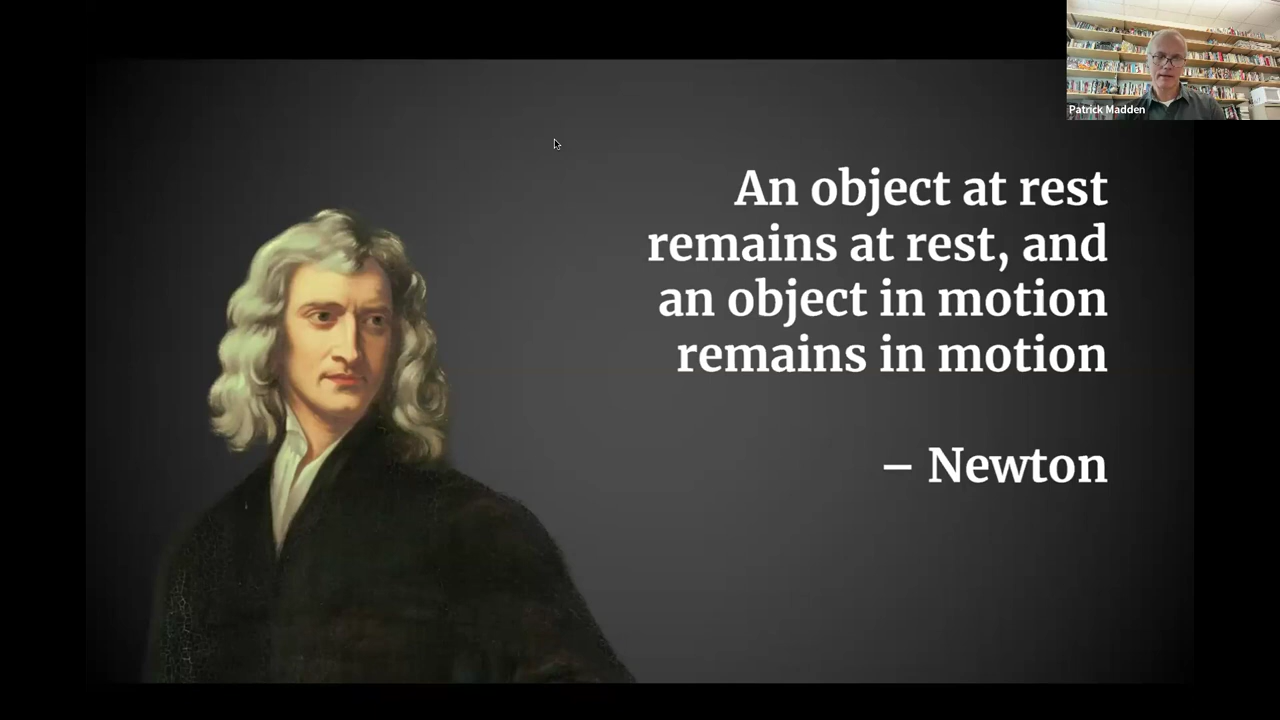 Patrick Madden
An object at rest
remains at rest, and
an object in motion
remains in motion
– Newton